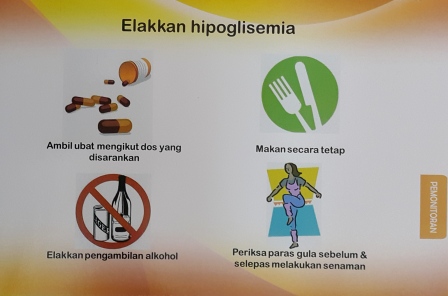 Elakkan hipoglisemia
Ambil ubat mengikut dos yang
disarankan
Makan secara tetap
Elakkan pengambilan alkohol
Periksa paras gula sebelum &
selepas melakukan senaman
PEMONITORAN